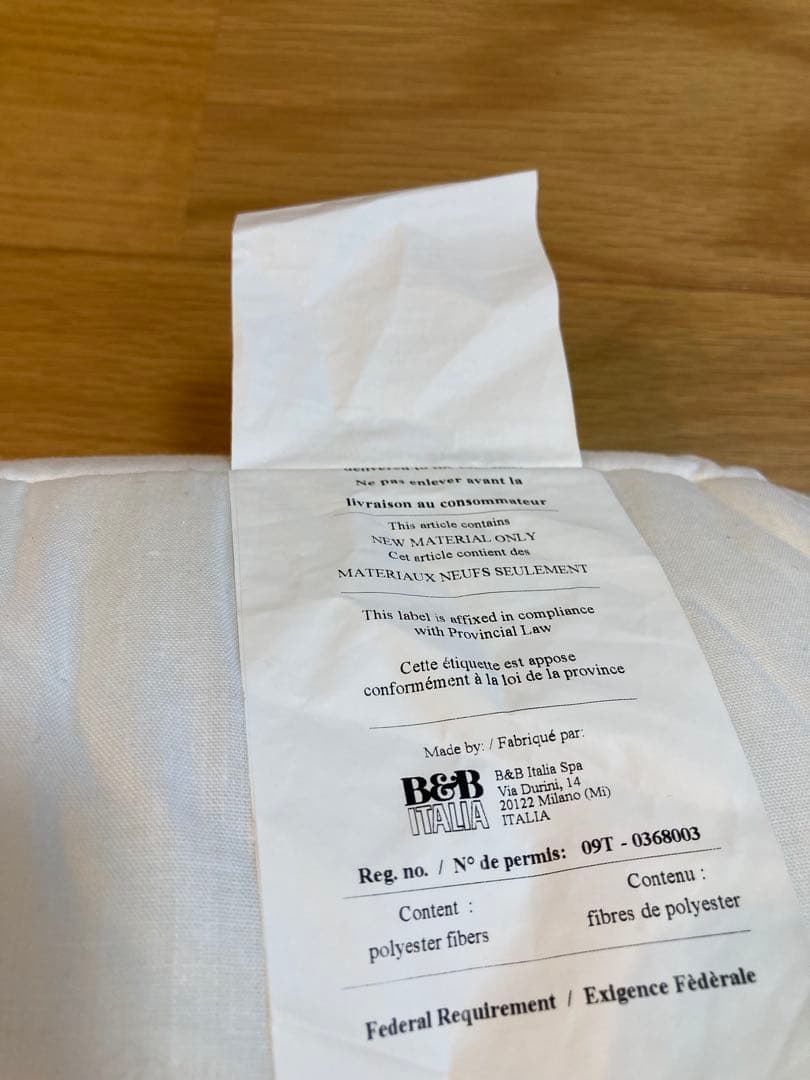 Ne pas enlever avant la
livraison au consommateur
This article contains
NEW MATERIAL ONLY
Cet article contient des
MATERIAUX NEUFS SEULEMENT
This label is affixed in compliance
with Provincial Law
Cette étiquette est appose
conformément à la loi de la province
Made by: / Fabriqué par:
B&B
ITALIA
B&B Italia Spa
Via Durini, 14
20122 Milano (Mi)
ITALIA
Reg. no. / N° de permis: 09T - 0368003
Content : Contenu :
polyester fibers fibres de polyester
Federal Requirement / Exigence Fèdèrale